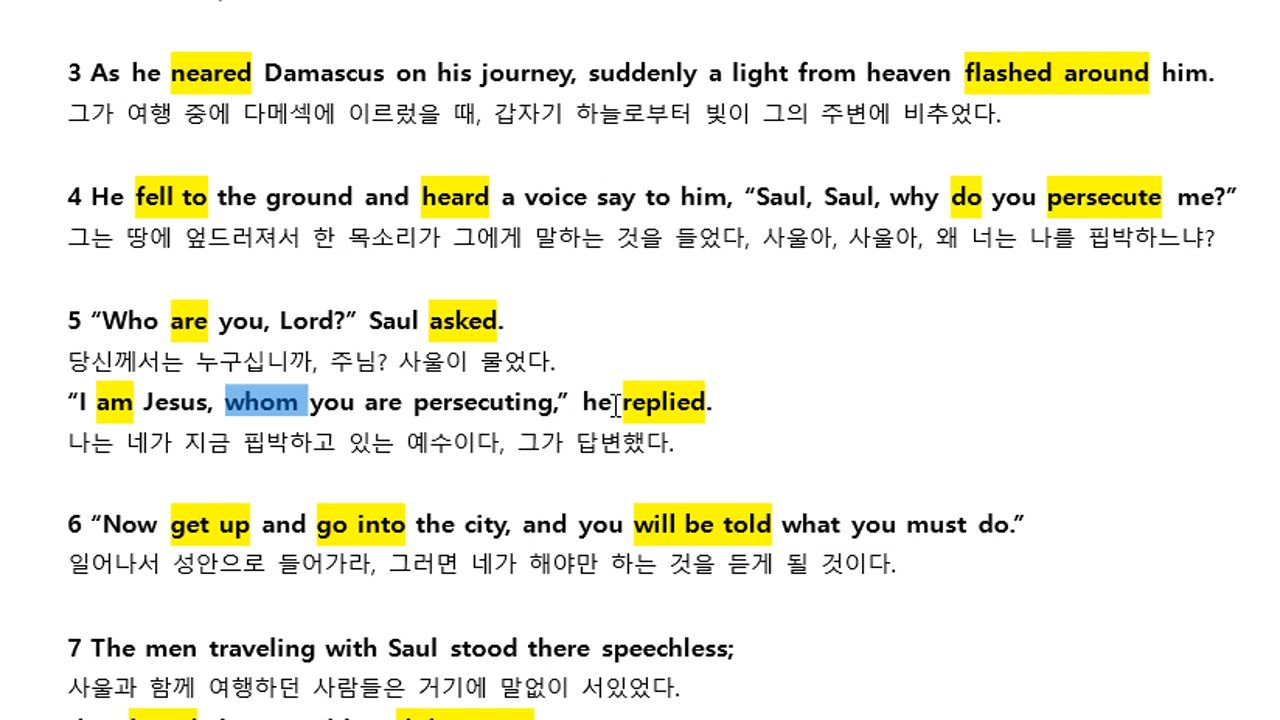 3 As he neared Damascus on his journey, suddenly a light from heaven flashed around him.
그가 여행 중에 다메섹에 이르렀을 때, 갑자기 하늘로부터 빛이 그의 주변에 비추었다.
4 He fell to the ground and heard a voice say to him, “Saul, Saul, why do you persecute me?”
그는 땅에 엎드러져서 한 목소리가 그에게 말하는 것을 들었다, 사울아, 사울아, 왜 너는 나를 핍박하느냐?
5 “Who are you, Lord?” Saul asked.
당신께서는 누구십니까, 주님? 사울이 물었다.
“I am Jesus, whom you are persecuting,” he replied.
나는 네가 지금 핍박하고 있는 예수이다, 그가 답변했다.
6 “Now get up and go into the city, and you will be told what you must do.”
일어나서 성안으로 들어가라, 그러면 네가 해야만 하는 것을 듣게 될 것이다.
7 The men traveling with Saul stood there speechless;
사울과 함께 여행하던 사람들은 거기에 말없이 서있었다.